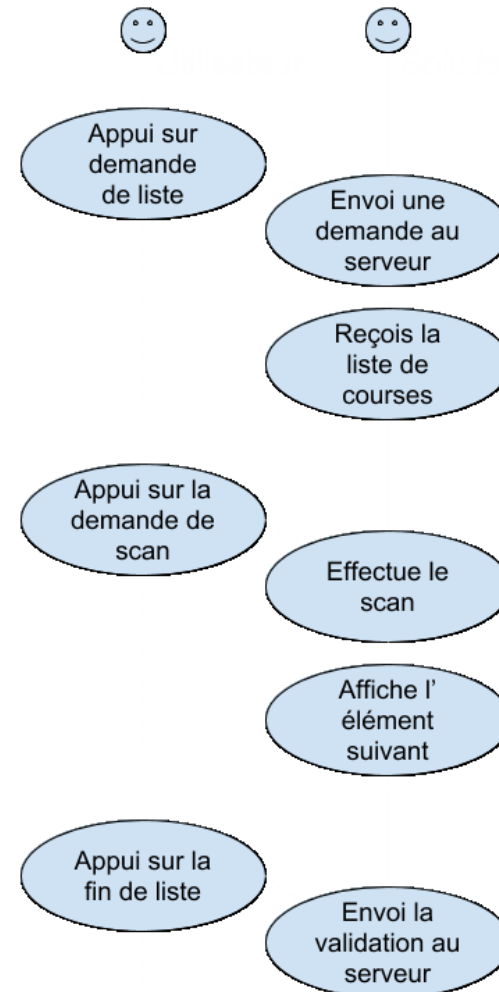 Appui sur
demande
de liste
Envoi une
demande au
serveur
Reçois la
liste de
courses
Appui sur la
demande de
scan
Effectue le
scan
Affiche l’
élément
suivant
Appui sur la
fin de liste
Envoi la
validation au
serveur